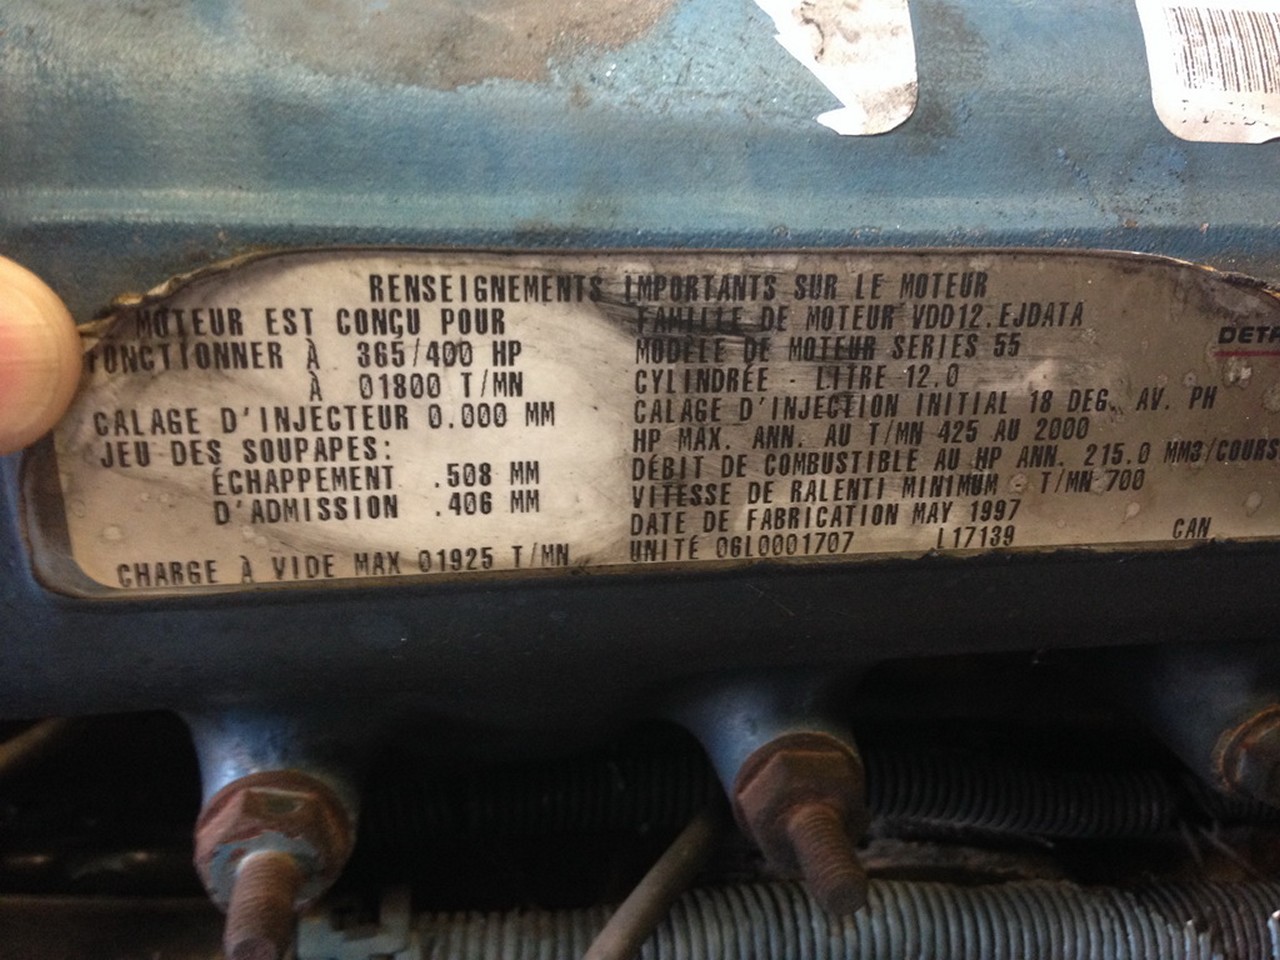 RENSEIGNEMENTS IMPORTANTS SUR LE MOTEUR
MOTEUR EST CONÇU POUR
FONCTIONNER À 365/400 HP
À 01800 T/MN
CALAGE D'INJECTEUR 0.000 MM
JEU DES SOUPAPES:
ÉCHAPPEMENT .508 MM
D'ADMISSION .406 MM
CHARGE À VIDE MAX 01925 T/MN
FAMILLE DE MOTEUR VDD12.EJDATA
MODÈLE DE MOTEUR SERIES 55
CYLINDRÉE - LITRE 12.0
CALAGE D'INJECTION INITIAL 18 DEG. AV. PH
HP MAX. ANN. AU T/MN 425 AU 2000
DÉBIT DE COMBUSTIBLE AU HP ANN. 215.0 MM3/COURS
VITESSE DE RALENTI MINIMUM - T/MN 700
DATE DE FABRICATION MAY 1997
UNITÉ 06L0001707 L17139 CAN.
DETR